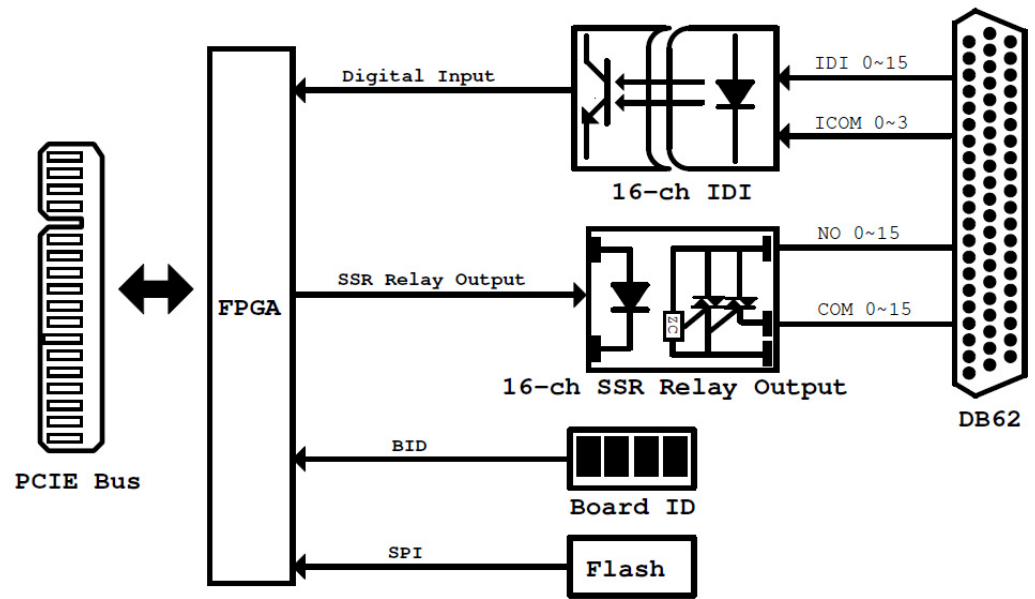 Digital Input
IDI 0~15
ICOM 0~3
16-ch IDI
NO 0~15
SSR Relay Output
FPGA
ZC
COM 0~15
16-ch SSR Relay Output
DB62
BID
PCIE Bus
Board ID
SPI
Flash